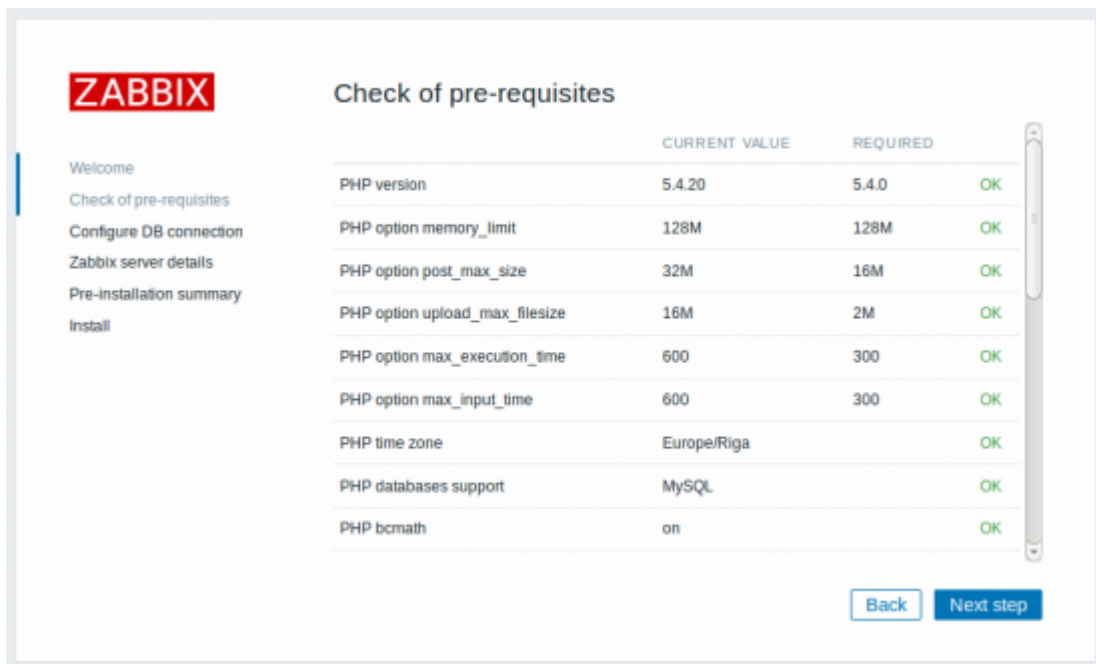 ZABBIX
Welcome
Check of pre-requisites
Configure DB connection
Zabbix server details
Pre-installation summary
Install
Check of pre-requisites
CURRENT VALUE REQUIRED
PHP version 5.4.20 5.4.0 OK
PHP option memory_limit 128M 128M OK
PHP option post_max_size 32M 16M OK
PHP option upload_max_filesize 16M 2M OK
PHP option max_execution_time 600 300 OK
PHP option max_input_time 600 300 OK
PHP time zone Europe/Riga OK
PHP databases support MySQL OK
PHP bcmath on OK
Back Next step